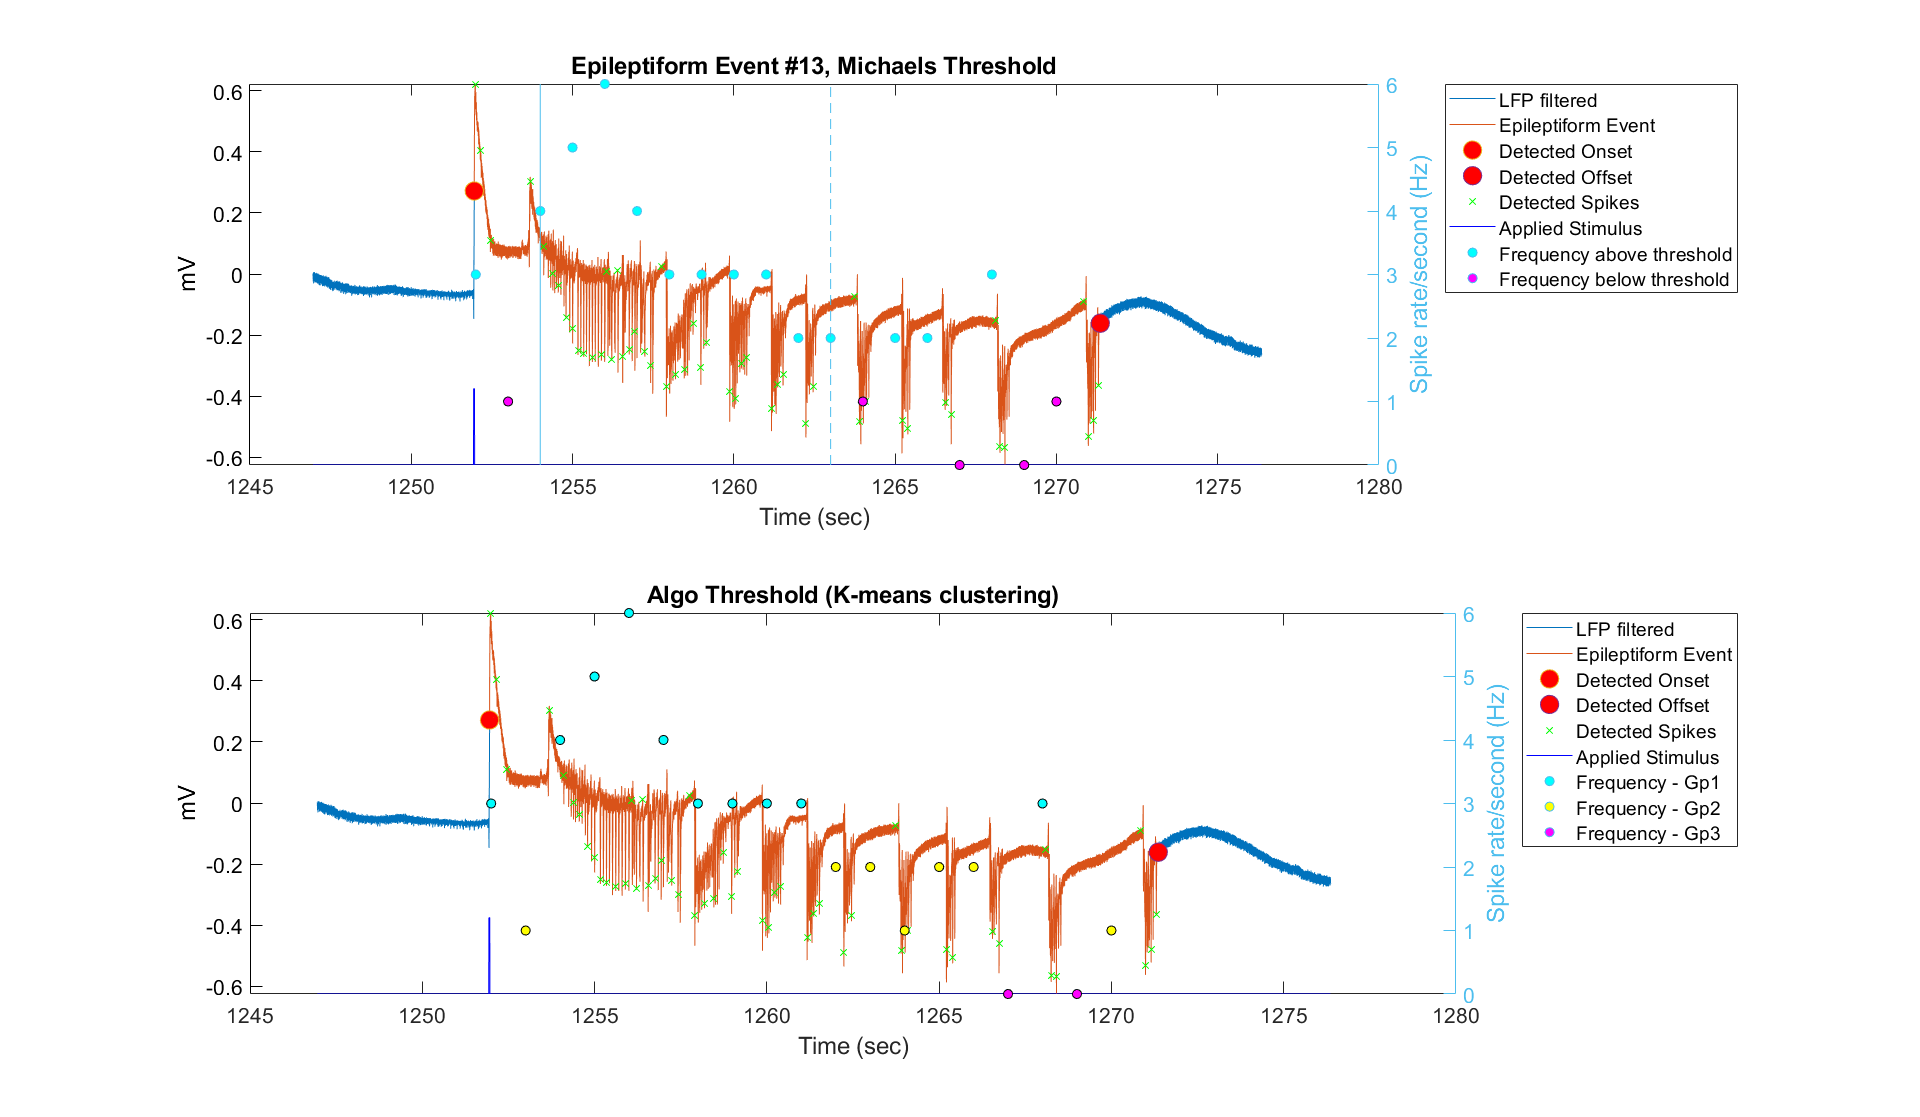 Epileptiform Event #13, Michaels Threshold
0.6
0.4
0.2
0
-0.2
-0.4
-0.6
mV
6
5
4
3
2
1
0
Spike rate/second (Hz)
1245 1250 1255 1260 1265 1270 1275 1280
Time (sec)
LFP filtered
Epileptiform Event
Detected Onset
Detected Offset
Detected Spikes
Applied Stimulus
Frequency above threshold
Frequency below threshold
Algo Threshold (K-means clustering)
0.6
0.4
0.2
0
-0.2
-0.4
-0.6
mV
6
5
4
3
2
1
0
Spike rate/second (Hz)
1245 1250 1255 1260 1265 1270 1275 1280
Time (sec)
LFP filtered
Epileptiform Event
Detected Onset
Detected Offset
Detected Spikes
Applied Stimulus
Frequency - Gp1
Frequency - Gp2
Frequency - Gp3